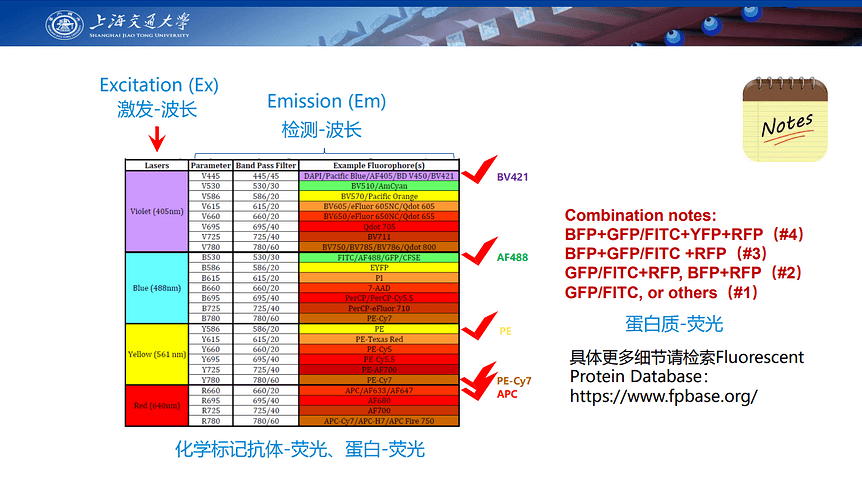 上海交通大学
SHANGHAI JIAO TONG UNIVERSITY
Excitation (Ex)
激发-波长
Emission (Em)
检测-波长
Notes
Lasers Parameter Band Pass Filter Example Fluorophore(s)
Violet (405nm)
V445 445/45 DAPI/Pacific Blue/AF405/BD V450/BV421
V530 530/30 BV510/AmCyan
V586 586/20 BV570/Pacific Orange
V615 615/20 BV605/eFluor 605NC/Qdot 605
V660 660/20 BV650/eFluor 650NC/Qdot 655
V695 695/40 Qdot 705
V725 725/40 BV711
V780 780/60 BV750/BV785/BV786/Qdot 800
Blue (488nm)
B530 530/30 FITC/AF488/GFP/CFSE
B586 586/20 EYFP
B615 615/20 PI
B660 660/20 7-AAD
B695 695/40 PerCP/PerCP-Cy5.5
B725 725/40 PerCP-eFluor 710
B780 780/60 PE-Cy7
Yellow (561 nm)
Y586 586/20 PE
Y615 615/20 PE-Texas Red
Y660 660/20 PE-Cy5
Y695 695/40 PE-Cy5.5
Y725 725/40 PE-AF700
Y780 780/60 PE-Cy7
Red (640nm)
R660 660/20 APC/AF633/AF647
R695 695/40 AF680
R725 725/40 AF700
R780 780/60 APC-Cy7/APC-H7/APC Fire 750
BV421
AF488
PE
PE-Cy7
APC
Combination notes:
BFP+GFP/FITC+YFP+RFP（#4）
BFP+GFP/FITC +RFP（#3）
GFP/FITC+RFP, BFP+RFP（#2）
GFP/FITC, or others（#1）
蛋白质-荧光
具体更多细节请检索Fluorescent
Protein Database：
https://www.fpbase.org/
化学标记抗体-荧光、蛋白-荧光